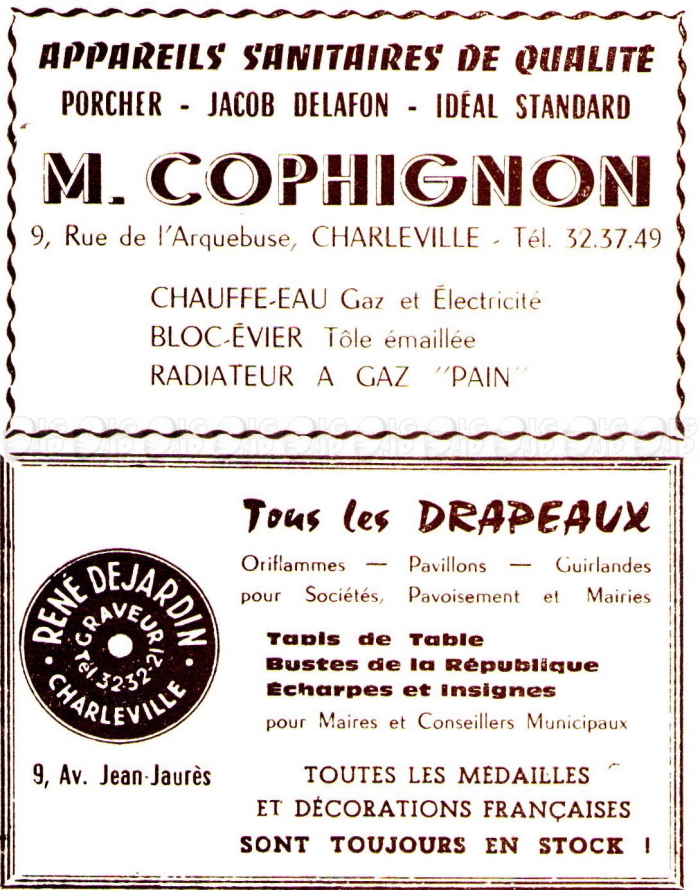 APPAREILS SANITAIRES DE QUALITÉ
PORCHER - JACOB DELAFON - IDÉAL STANDARD
M. COPHIGNON
9, Rue de l'Arquebuse, CHARLEVILLE - Tél. 32.37.49
CHAUFFE-EAU Gaz et Électricité
BLOC-ÉVIER Tôle émaillée
RADIATEUR A GAZ "PAIN"
Tous les DRAPEAUX
Oriflammes — Pavillons — Guirlandes
pour Sociétés, Pavoisement et Mairies
Tapis de Table
Bustes de la République
Écharpes et Insignes
pour Maires et Conseillers Municipaux
RENÉ DEJARDIN
GRAVEUR
Tél. 32-32-21
CHARLEVILLE
9, Av. Jean-Jaurès
TOUTES LES MÉDAILLES
ET DÉCORATIONS FRANÇAISES
SONT TOUJOURS EN STOCK !